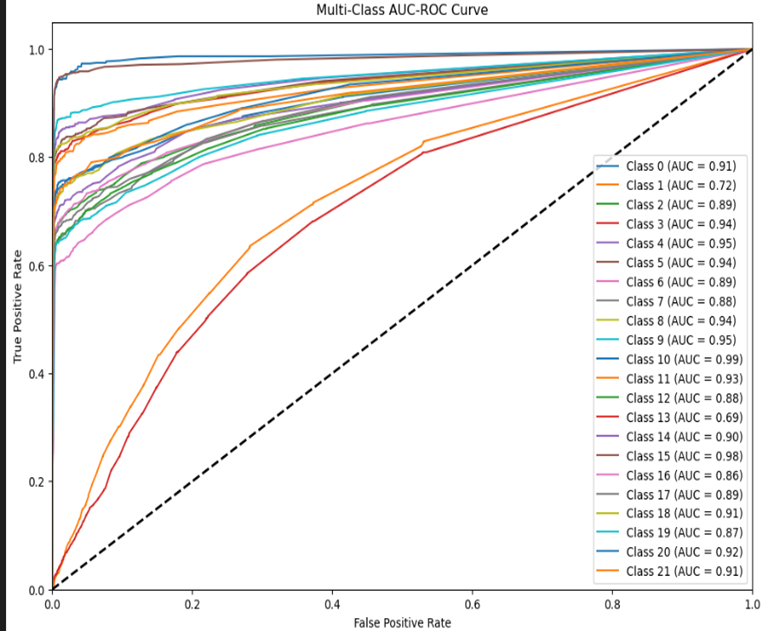 Multi-Class AUC-ROC Curve
True Positive Rate
1.0
0.8
0.6
0.4
0.2
0.0
Class 0 (AUC = 0.91)
Class 1 (AUC = 0.72)
Class 2 (AUC = 0.89)
Class 3 (AUC = 0.94)
Class 4 (AUC = 0.95)
Class 5 (AUC = 0.94)
Class 6 (AUC = 0.89)
Class 7 (AUC = 0.88)
Class 8 (AUC = 0.94)
Class 9 (AUC = 0.95)
Class 10 (AUC = 0.99)
Class 11 (AUC = 0.93)
Class 12 (AUC = 0.88)
Class 13 (AUC = 0.69)
Class 14 (AUC = 0.90)
Class 15 (AUC = 0.98)
Class 16 (AUC = 0.86)
Class 17 (AUC = 0.89)
Class 18 (AUC = 0.91)
Class 19 (AUC = 0.87)
Class 20 (AUC = 0.92)
Class 21 (AUC = 0.91)
0.0 0.2 0.4 0.6 0.8 1.0
False Positive Rate